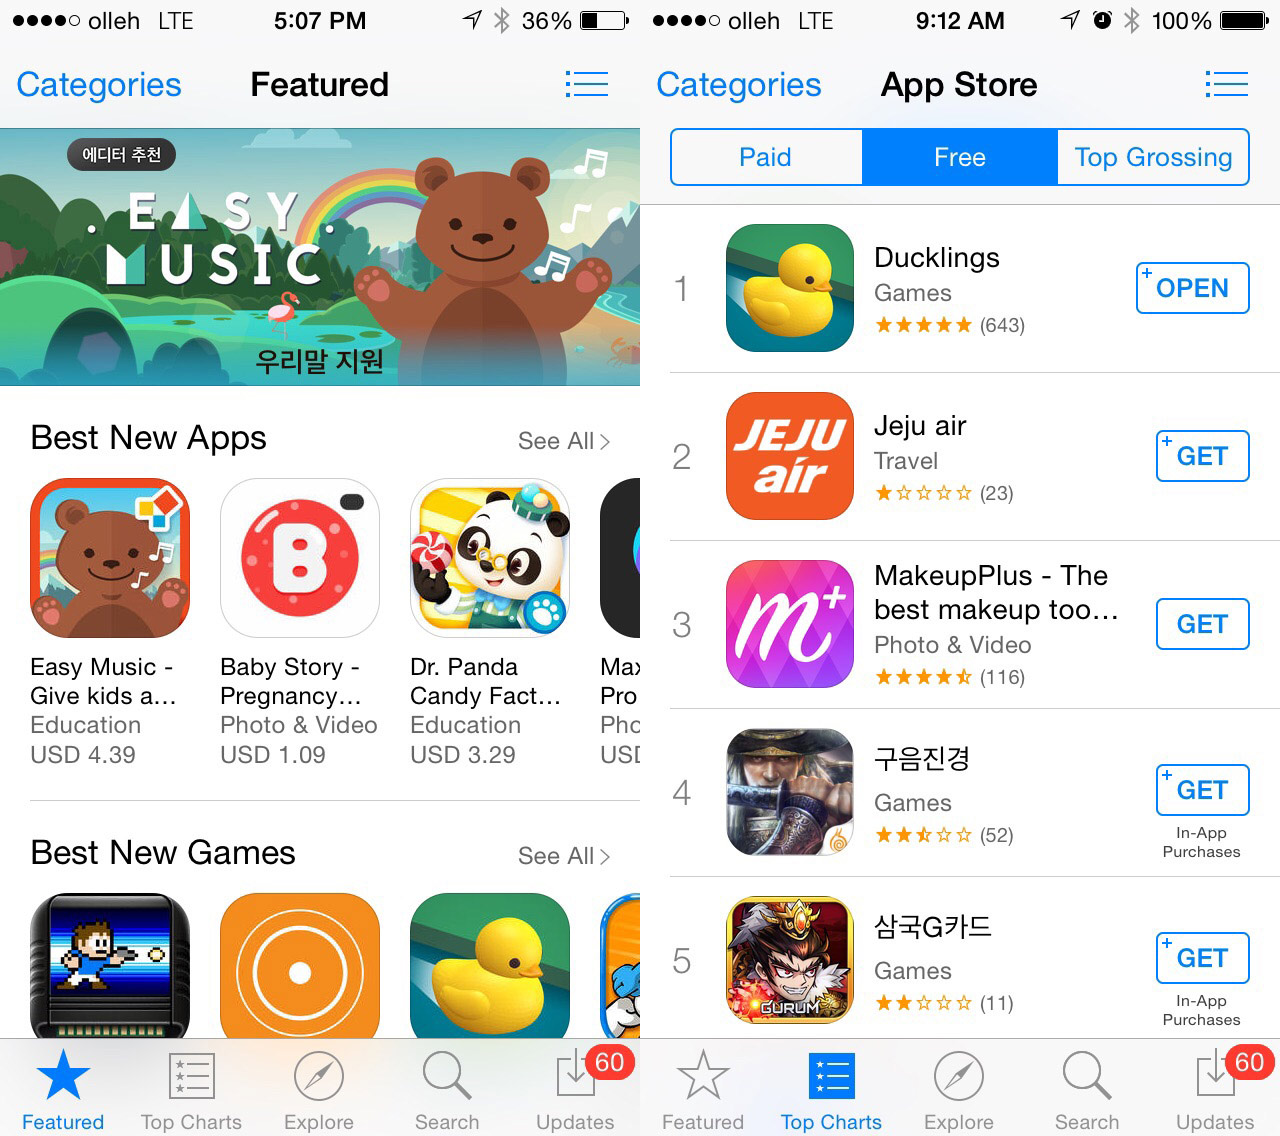 olleh LTE 5:07 PM 36%
Categories Featured
에디터 추천
EASY
MUSIC
우리말 지원
Best New Apps See All
B
Easy Music -
Give kids a...
Education
USD 4.39
Baby Story -
Pregnancy...
Photo & Video
USD 1.09
Dr. Panda
Candy Fact...
Education
USD 3.29
Max
Pro
Pho
USD
Best New Games See All
Featured Top Charts Explore Search Updates
60
olleh LTE 9:12 AM 100%
Categories App Store
Paid Free Top Grossing
1
Ducklings
Games
(643)
OPEN
2
JEJU
air
Jeju air
Travel
(23)
GET
3
m+
MakeupPlus - The
best makeup too...
Photo & Video
(116)
GET
4
구음진경
Games
(52)
GET
In-App
Purchases
5
GURUM
삼국G카드
Games
(11)
GET
In-App
Purchases
Featured Top Charts Explore Search Updates
60